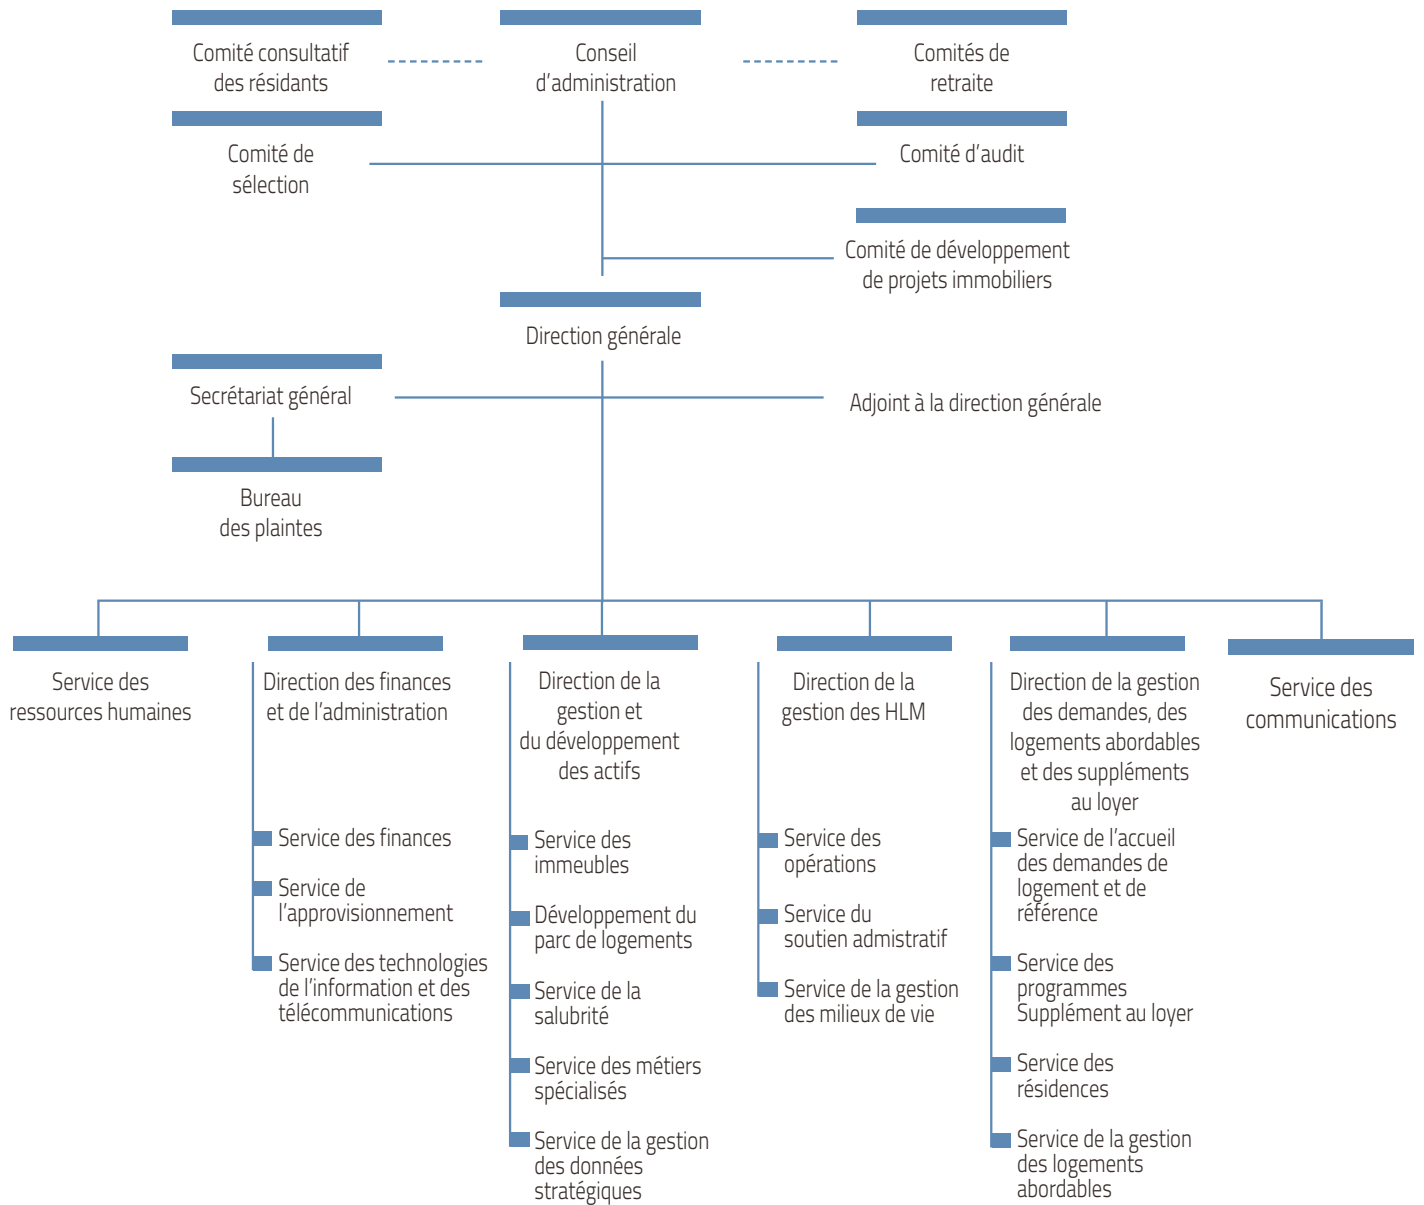 Comité consultatif
des résidants
Conseil
d'administration
Comités de
retraite
Comité de
sélection
Comité d'audit
Comité de développement
de projets immobiliers
Direction générale
Secrétariat général
Adjoint à la direction générale
Bureau
des plaintes
Service des
ressources humaines
Direction des finances
et de l'administration
Service des finances
Service de
l'approvisionnement
Service des technologies
de l'information et des
télécommunications
Direction de la
gestion et
du développement
des actifs
Service des
immeubles
Développement du
parc de logements
Service de la
salubrité
Service des métiers
spécialisés
Service de la gestion
des données
stratégiques
Direction de la
gestion des HLM
Service des
opérations
Service du
soutien admistratif
Service de la gestion
des milieux de vie
Direction de la gestion
des demandes, des
logements abordables
et des suppléments
au loyer
Service de l'accueil
des demandes de
logement et de
référence
Service des
programmes
Supplément au loyer
Service des
résidences
Service de la gestion
des logements
abordables
Service des
communications